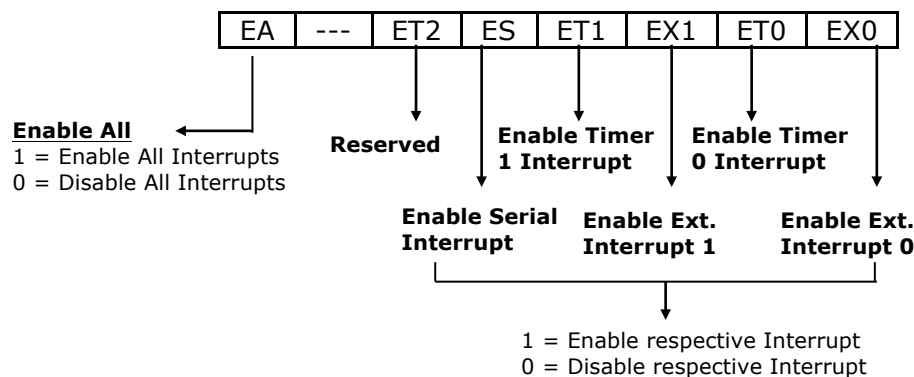 EA --- ET2 ES ET1 EX1 ET0 EX0
Enable All
1 = Enable All Interrupts
0 = Disable All Interrupts
Reserved
Enable Timer
1 Interrupt
Enable Timer
0 Interrupt
Enable Serial
Interrupt
Enable Ext.
Interrupt 1
Enable Ext.
Interrupt 0
1 = Enable respective Interrupt
0 = Disable respective Interrupt